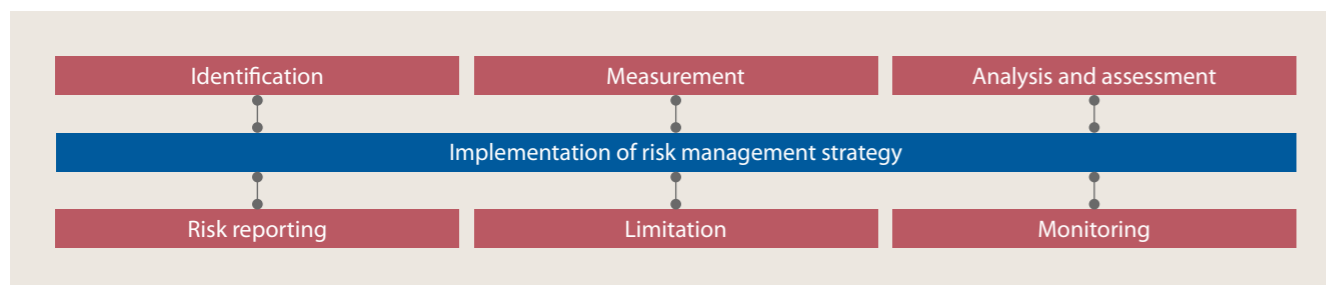 Identification
Measurement
Analysis and assessment
Implementation of risk management strategy
Risk reporting
Limitation
Monitoring